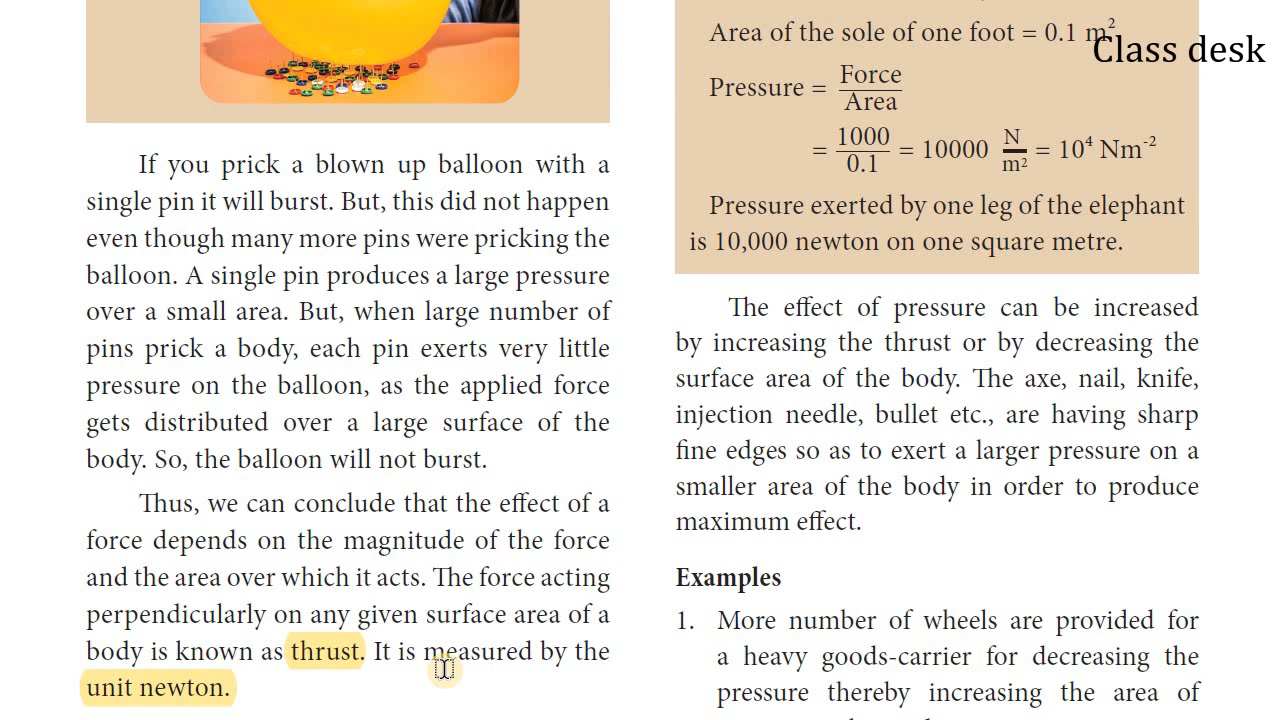 If you prick a blown up balloon with a
single pin it will burst. But, this did not happen
even though many more pins were pricking the
balloon. A single pin produces a large pressure
over a small area. But, when large number of
pins prick a body, each pin exerts very little
pressure on the balloon, as the applied force
gets distributed over a large surface of the
body. So, the balloon will not burst.
Thus, we can conclude that the effect of a
force depends on the magnitude of the force
and the area over which it acts. The force acting
perpendicularly on any given surface area of a
body is known as thrust. It is measured by the
unit newton.
Area of the sole of one foot = 0.1 m²
Class desk
Pressure = Force / Area
= 1000 / 0.1 = 10000 N / m² = 10⁴ Nm⁻²
Pressure exerted by one leg of the elephant
is 10,000 newton on one square metre.
The effect of pressure can be increased
by increasing the thrust or by decreasing the
surface area of the body. The axe, nail, knife,
injection needle, bullet etc., are having sharp
fine edges so as to exert a larger pressure on a
smaller area of the body in order to produce
maximum effect.
Examples
1. More number of wheels are provided for
a heavy goods-carrier for decreasing the
pressure thereby increasing the area of